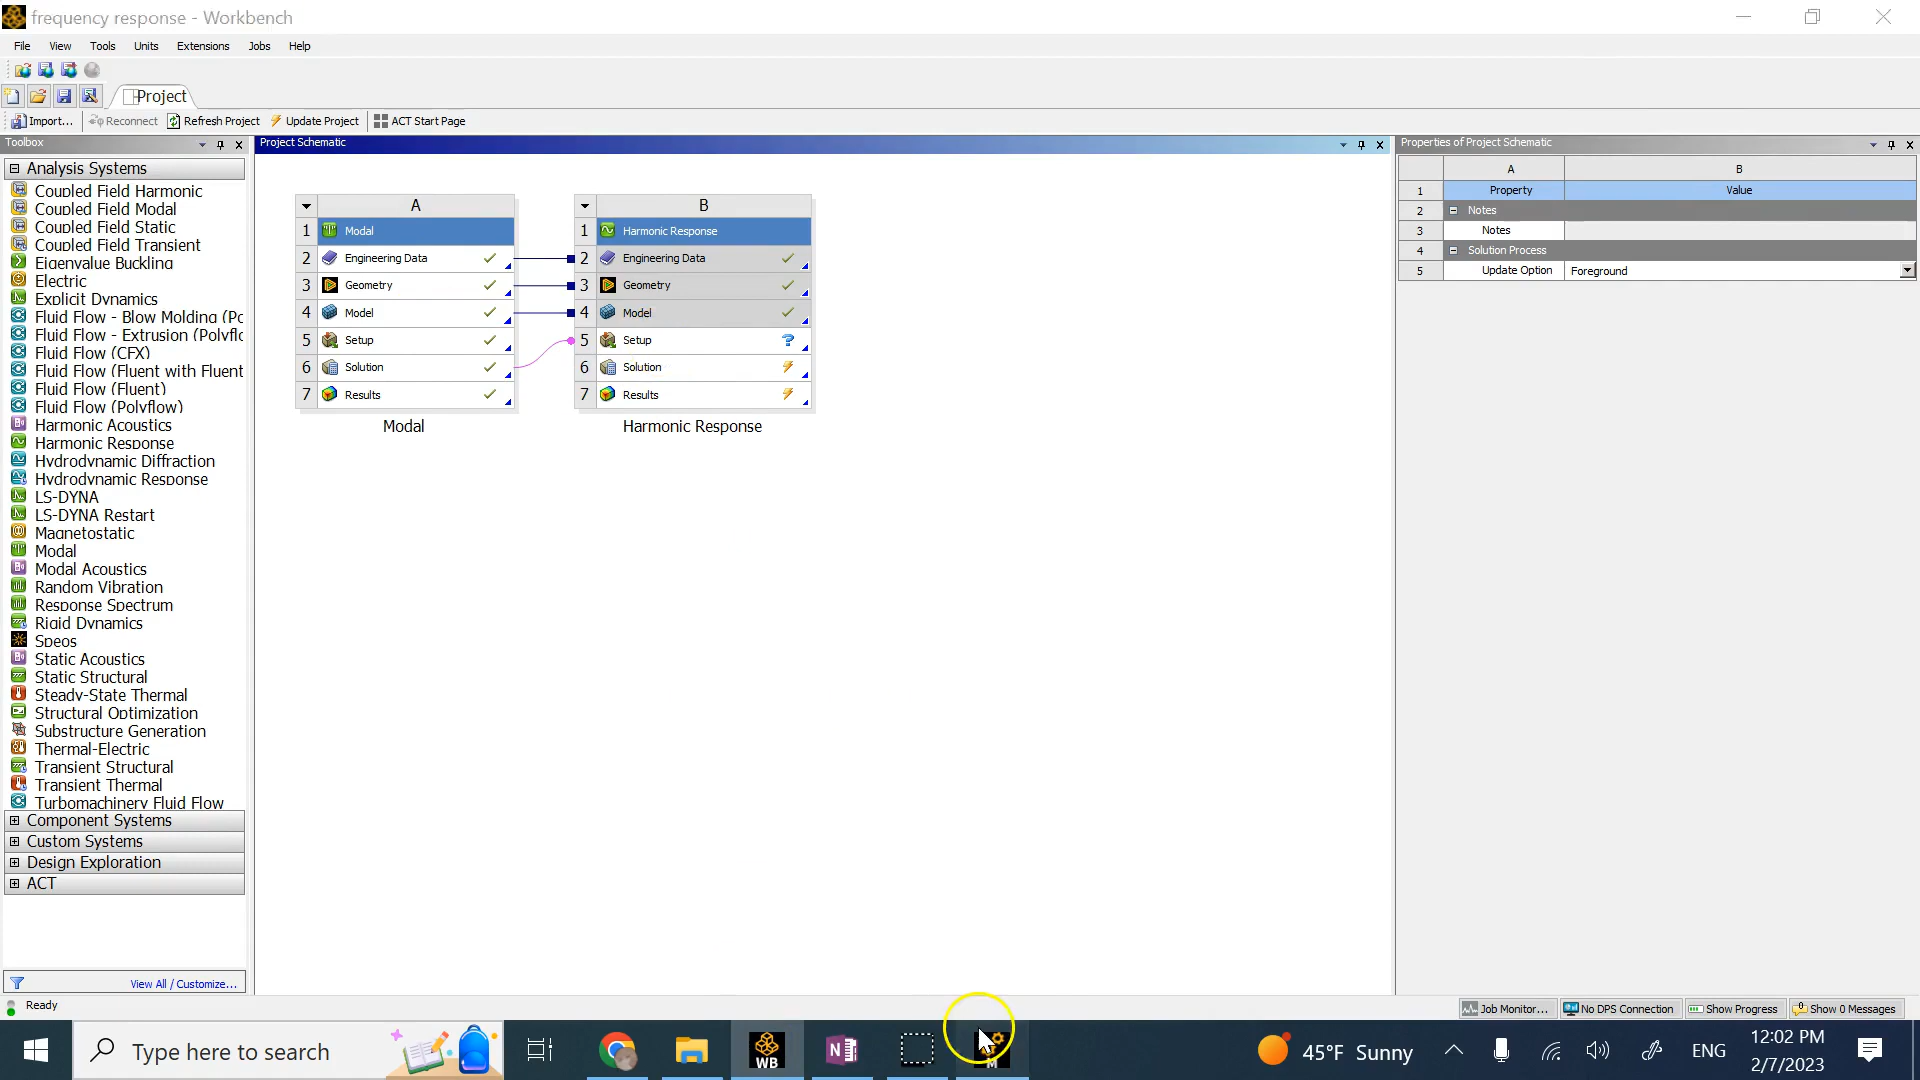 frequency response - Workbench
File View Tools Units Extensions Jobs Help
Project
Import... Reconnect Refresh Project Update Project ACT Start Page
Toolbox
Analysis Systems
Coupled Field Harmonic
Coupled Field Modal
Coupled Field Static
Coupled Field Transient
Eigenvalue Buckling
Electric
Explicit Dynamics
Fluid Flow - Blow Molding (Po
Fluid Flow - Extrusion (Polyflo
Fluid Flow (CFX)
Fluid Flow (Fluent with Fluent
Fluid Flow (Fluent)
Fluid Flow (Polyflow)
Harmonic Acoustics
Harmonic Response
Hydrodynamic Diffraction
Hydrodynamic Response
LS-DYNA
LS-DYNA Restart
Magnetostatic
Modal
Modal Acoustics
Random Vibration
Response Spectrum
Rigid Dynamics
Speos
Static Acoustics
Static Structural
Steady-State Thermal
Structural Optimization
Substructure Generation
Thermal-Electric
Transient Structural
Transient Thermal
Turbomachinery Fluid Flow
Component Systems
Custom Systems
Design Exploration
ACT
View All / Customize...
Project Schematic
A
1 Modal
2 Engineering Data
3 Geometry
4 Model
5 Setup
6 Solution
7 Results
Modal
B
1 Harmonic Response
2 Engineering Data
3 Geometry
4 Model
5 Setup ?
6 Solution
7 Results
Harmonic Response
Properties of Project Schematic
A B
1 Property Value
2 Notes
3 Notes
4 Solution Process
5 Update Option Foreground
Ready
Job Monitor... No DPS Connection Show Progress Show 0 Messages
Type here to search
WB
N
M
45°F Sunny
ENG
12:02 PM
2/7/2023